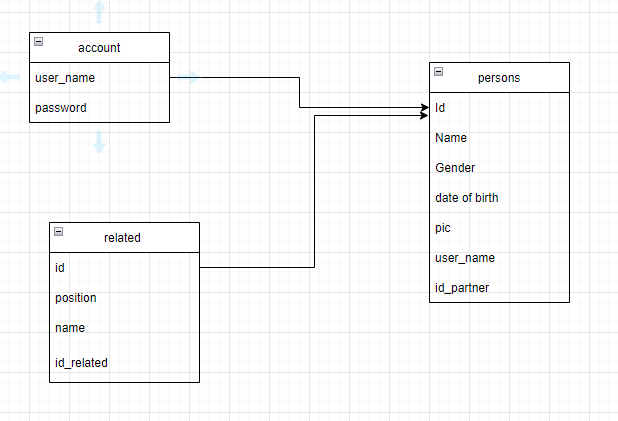 account
user_name
password
persons
Id
Name
Gender
date of birth
pic
user_name
id_partner
related
id
position
name
id_related